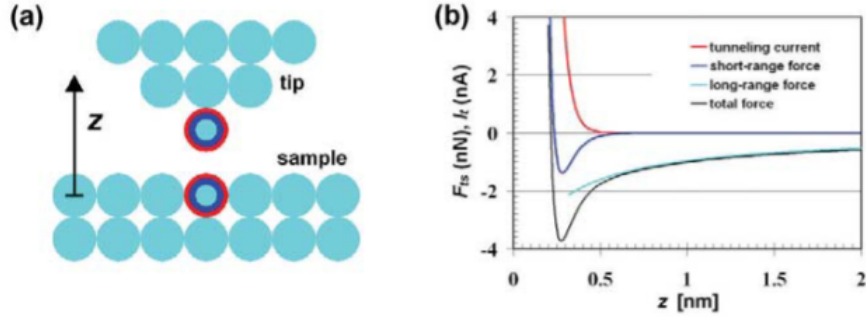 (a)
tip
z
sample
(b)
4
2
0
-2
-4
F_ts (nN), I_t (nA)
tunneling current
short-range force
long-range force
total force
0
0.5
1
1.5
2
z [nm]